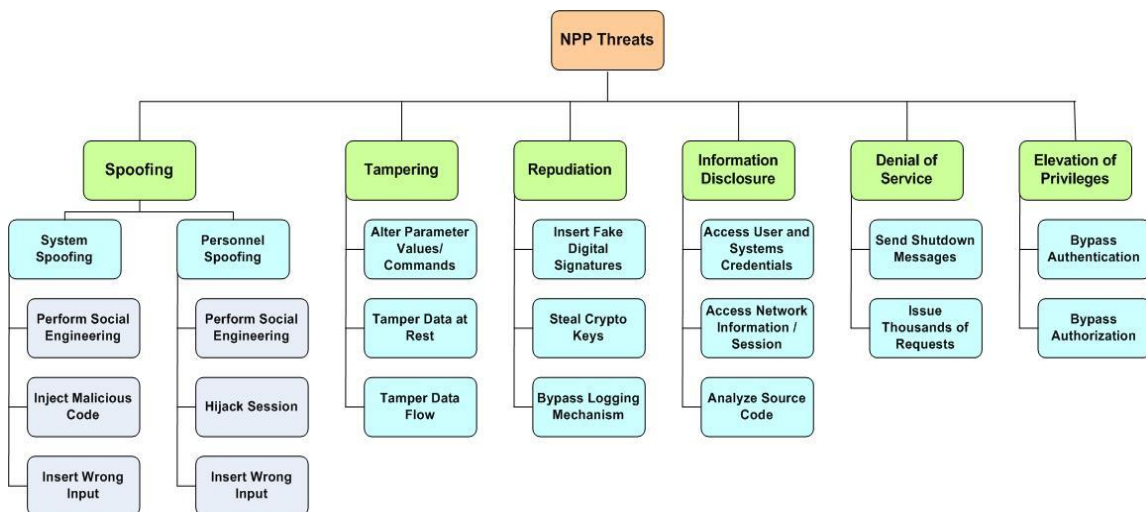 NPP Threats
Spoofing
Tampering
Repudiation
Information
Disclosure
Denial of
Service
Elevation of
Privileges
System
Spoofing
Personnel
Spoofing
Alter Parameter
Values/
Commands
Insert Fake
Digital
Signatures
Access User and
Systems
Credentials
Send Shutdown
Messages
Bypass
Authentication
Perform Social
Engineering
Perform Social
Engineering
Tamper Data at
Rest
Steal Crypto
Keys
Access Network
Information /
Session
Issue
Thousands of
Requests
Bypass
Authorization
Inject Malicious
Code
Hijack Session
Tamper Data
Flow
Bypass Logging
Mechanism
Analyze Source
Code
Insert Wrong
Input
Insert Wrong
Input